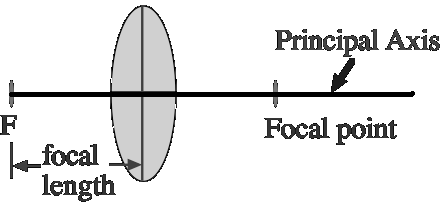 Principal Axis
F
Focal point
focal
length